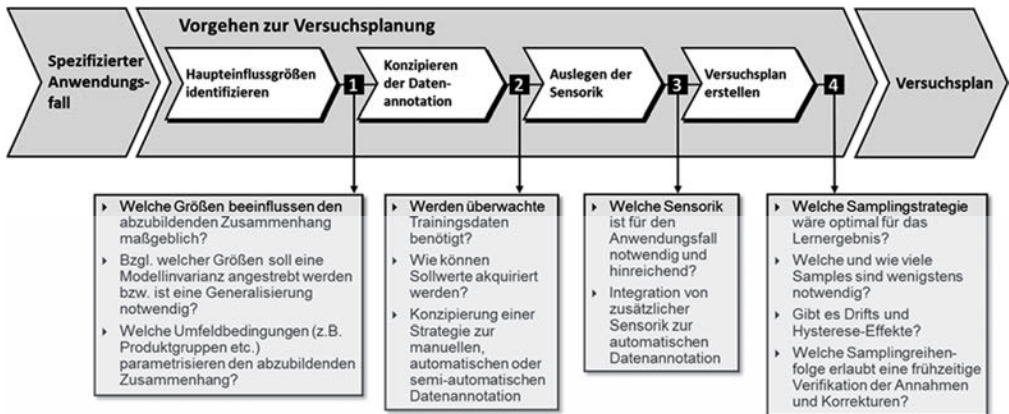 Vorgehen zur Versuchsplanung
Spezifizierter
Anwendungs-
fall
Haupteinflussgrößen
identifizieren
1
Konzipieren
der Daten-
annotation
2
Auslegen der
Sensorik
3
Versuchsplan
erstellen
4
Versuchsplan
Welche Größen beeinflussen den
abzubildenden Zusammenhang
maßgeblich?
Bzgl. welcher Größen soll eine
Modellinvarianz angestrebt werden
bzw. ist eine Generalisierung
notwendig?
Welche Umfeldbedingungen (z.B.
Produktgruppen etc.)
parametrisieren den abzubildenden
Zusammenhang?
Werden überwachte
Trainingsdaten
benötigt?
Wie können
Sollwerte akquiriert
werden?
Konzipierung einer
Strategie zur
manuellen,
automatischen oder
semi-automatischen
Datenannotation
Welche Sensorik
ist für den
Anwendungsfall
notwendig und
hinreichend?
Integration von
zusätzlicher
Sensorik zur
automatischen
Datenannotation
Welche Samplingstrategie
wäre optimal für das
Lernergebnis?
Welche und wie viele
Samples sind wenigstens
notwendig?
Gibt es Drifts und
Hysterese-Effekte?
Welche Samplingreihen-
folge erlaubt eine frühzeitige
Verifikation der Annahmen
und Korrekturen?